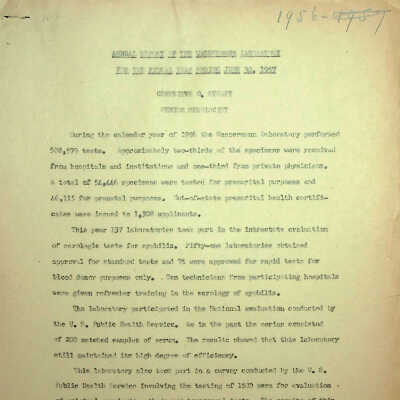 1956-1957
ANNUAL REPORT OF THE WASSERMANN LABORATORY
FOR THE FISCAL YEAR ENDING JUNE 30, 1957
GENEVIEVE O. STUART
SENIOR SEROLOGIST
During the calendar year of 1956 the Wassermann Laboratory performed
tests. Approximately two-thirds of the specimens were received
from hospitals and institutions and one-third from private physicians.
A total of specimens were tested for premarital purposes and
46,115 for prenatal purposes. Out-of-state premarital health certifi-
cates were issued to 1,308 applicants.
This year 137 laboratories took part in the intrastate evaluation
of serologic tests for syphilis. Fifty-one laboratories obtained
approval for standard tests and 75 were approved for rapid tests for
blood donor purposes only. Ten technicians from participating hospitals
were given refresher training in the serology of syphilis.
The laboratory participated in the National evaluation conducted by
the U. S. Public Health Service. As in the past the series consisted
of 200 matched samples of serum. The results showed that this laboratory
still maintained its high degree of efficiency.
This laboratory also took part in a survey conducted by the U. S.
Public Health Service involving the testing of sera for evaluation